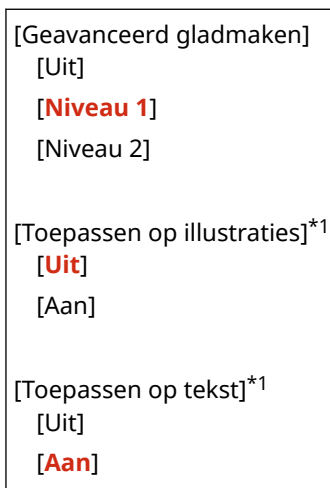 [Geavanceerd gladmaken]
[Uit]
[Niveau 1]
[Niveau 2]
[Toepassen op illustraties]*1
[Uit]
[Aan]
[Toepassen op tekst]*1
[Uit]
[Aan]